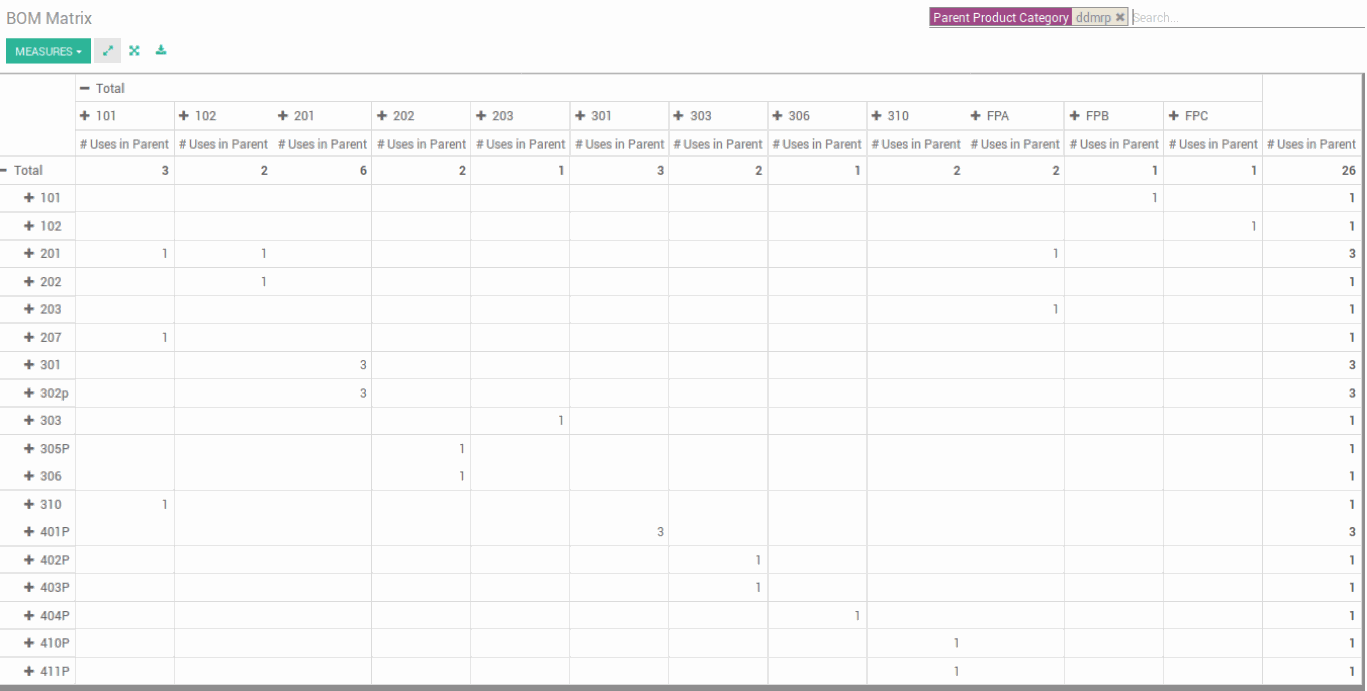 BOM Matrix
Parent Product Category ddmrp Search...
MEASURES
Total
101 102 201 202 203 301 303 306 310 FPA FPB FPC
# Uses in Parent # Uses in Parent # Uses in Parent # Uses in Parent # Uses in Parent # Uses in Parent # Uses in Parent # Uses in Parent # Uses in Parent # Uses in Parent # Uses in Parent # Uses in Parent # Uses in Parent
Total 3 2 6 2 1 3 2 1 2 2 1 1 26
101 1 1
102 1 1
201 1 1 1 3
202 1 1
203 1 1
207 1 1
301 3 3
302p 3 3
303 1 1
305P 1 1
306 1 1
310 1 1
401P 3 3
402P 1 1
403P 1 1
404P 1 1
410P 1 1
411P 1 1